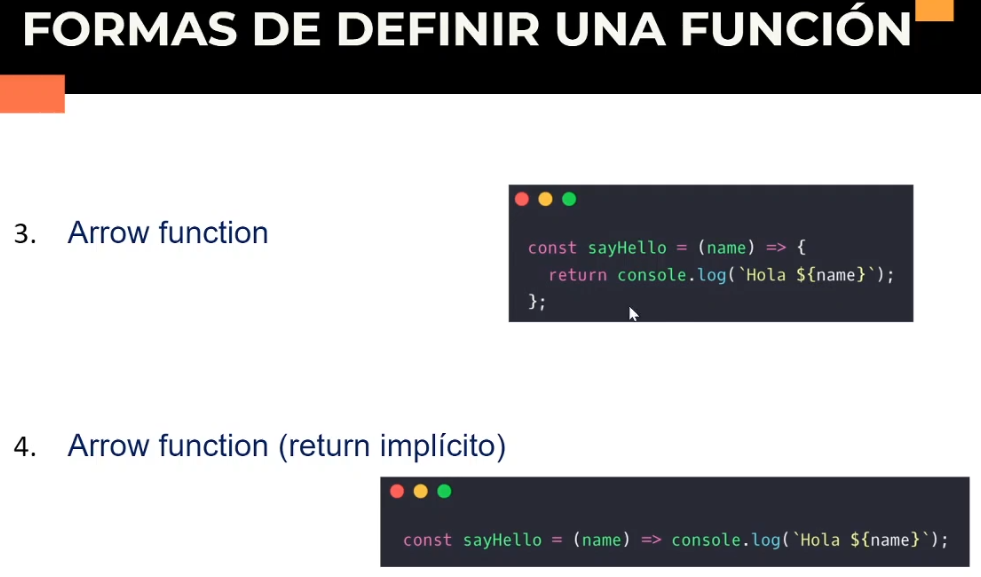 FORMAS DE DEFINIR UNA FUNCIÓN
3. Arrow function
const sayHello = (name) => {
  return console.log(`Hola ${name}`);
};
4. Arrow function (return implícito)
const sayHello = (name) => console.log(`Hola ${name}`);